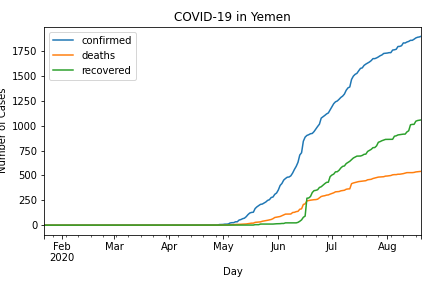 COVID-19 in Yemen
confirmed
deaths
recovered
1750
1500
1250
1000
750
500
250
0
Number of Cases
Feb Mar Apr May Jun Jul Aug
2020
Day